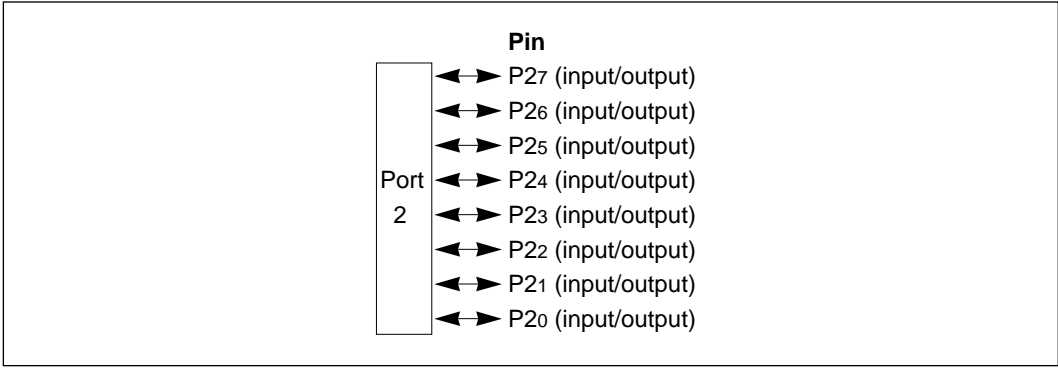 Pin
P27 (input/output)
P26 (input/output)
P25 (input/output)
Port P24 (input/output)
2 P23 (input/output)
P22 (input/output)
P21 (input/output)
P20 (input/output)